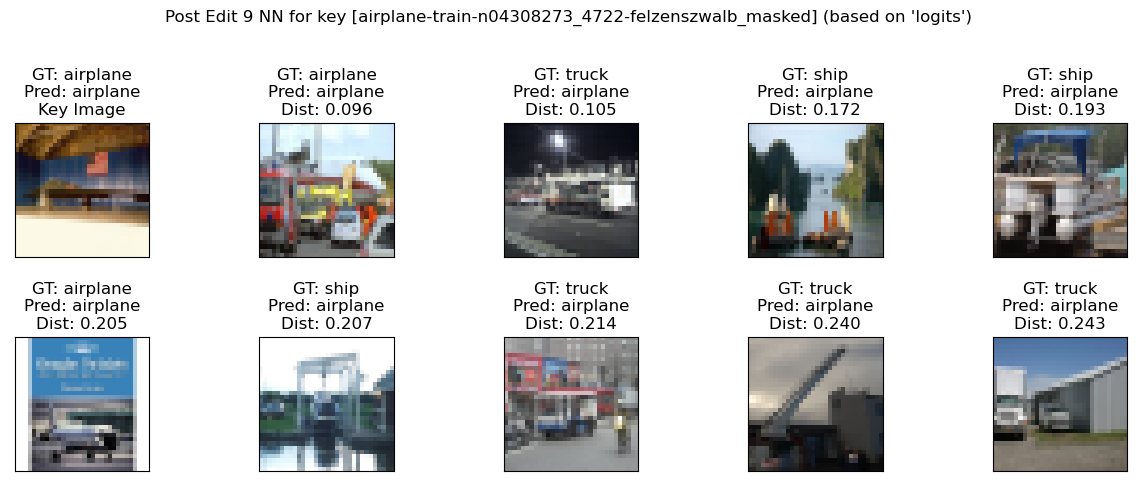 Post Edit 9 NN for key [airplane-train-n04308273_4722-felzenszwalb_masked] (based on 'logits')
GT: airplane
Pred: airplane
Key Image
GT: airplane
Pred: airplane
Dist: 0.096
GT: truck
Pred: airplane
Dist: 0.105
GT: ship
Pred: airplane
Dist: 0.172
GT: ship
Pred: airplane
Dist: 0.193
GT: airplane
Pred: airplane
Dist: 0.205
GT: ship
Pred: airplane
Dist: 0.207
GT: truck
Pred: airplane
Dist: 0.214
GT: truck
Pred: airplane
Dist: 0.240
GT: truck
Pred: airplane
Dist: 0.243